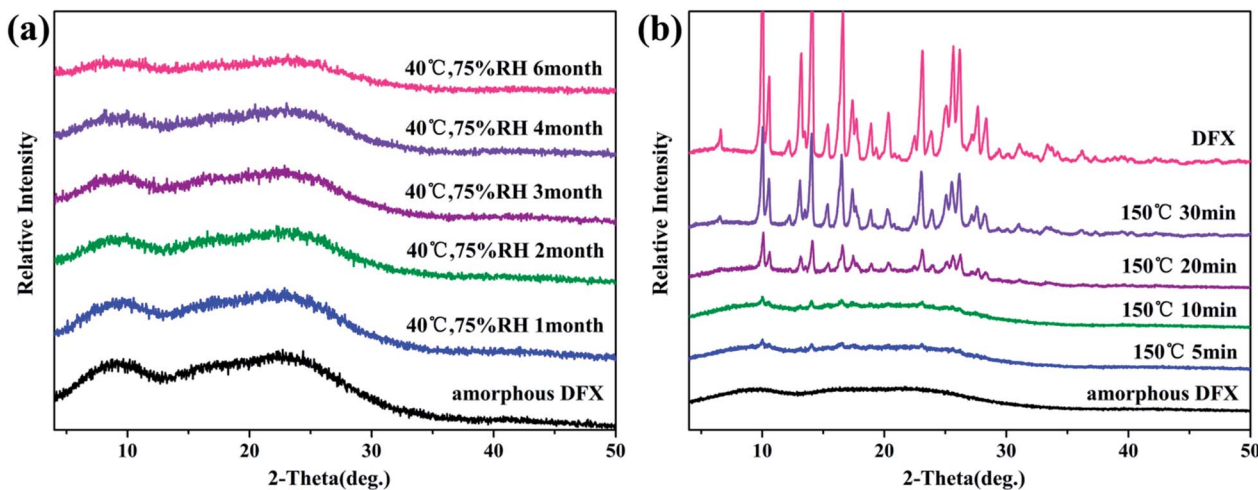 (a)
Relative Intensity
40℃,75%RH 6month
40℃,75%RH 4month
40℃,75%RH 3month
40℃,75%RH 2month
40℃,75%RH 1month
amorphous DFX
10 20 30 40 50
2-Theta(deg.)
(b)
Relative Intensity
DFX
150℃ 30min
150℃ 20min
150℃ 10min
150℃ 5min
amorphous DFX
10 20 30 40 50
2-Theta(deg.)